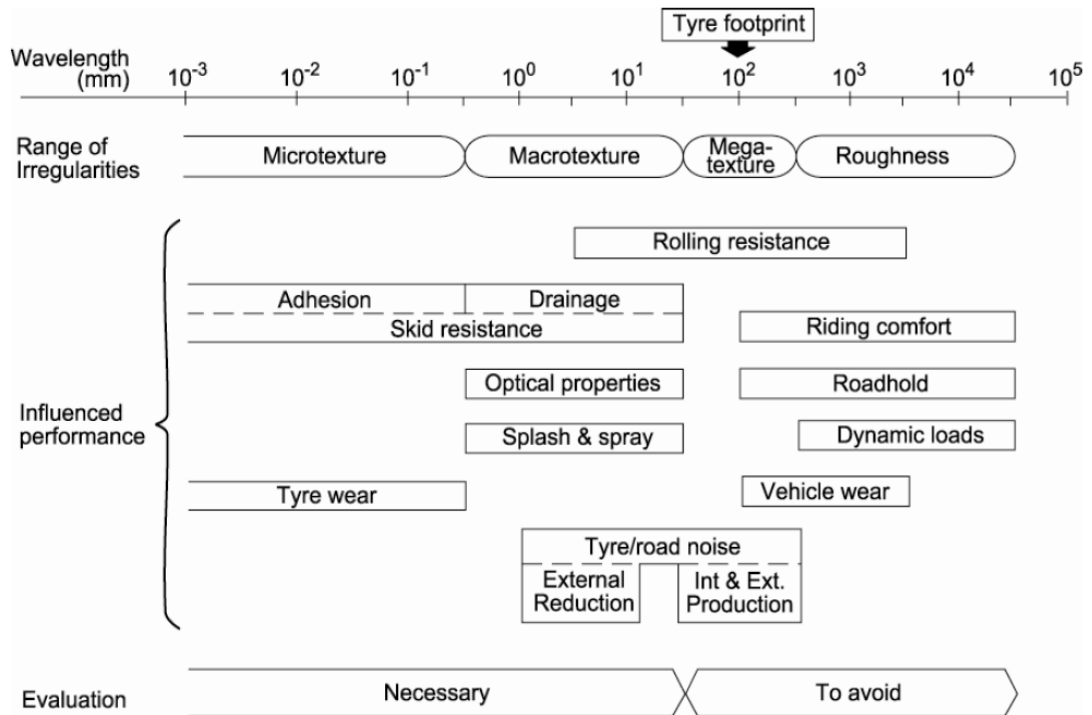 Tyre footprint
Wavelength
(mm)
10⁻³ 10⁻² 10⁻¹ 10⁰ 10¹ 10² 10³ 10⁴ 10⁵
Range of
Irregularities
Microtexture
Macrotexture
Mega-
texture
Roughness
Influenced
performance
Rolling resistance
Adhesion
Drainage
Skid resistance
Riding comfort
Optical properties
Roadhold
Splash & spray
Dynamic loads
Tyre wear
Vehicle wear
Tyre/road noise
External
Reduction
Int & Ext.
Production
Evaluation
Necessary
To avoid